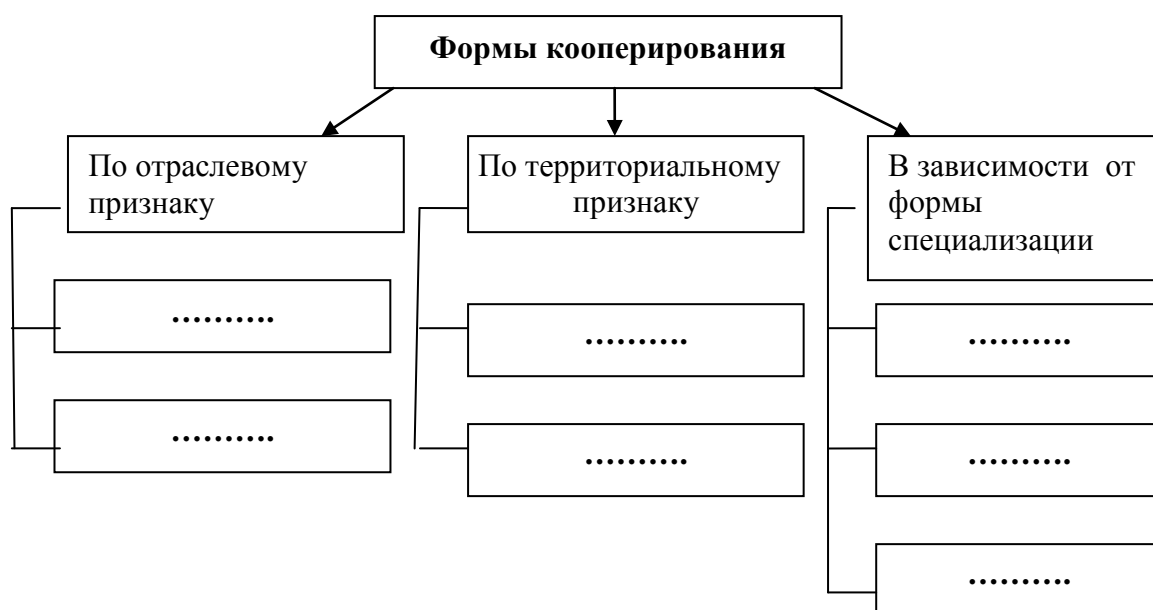 Формы кооперирования
По отраслевому
признаку
По территориальному
признаку
В зависимости от
формы
специализации
..........
..........
..........
..........
..........
..........
..........